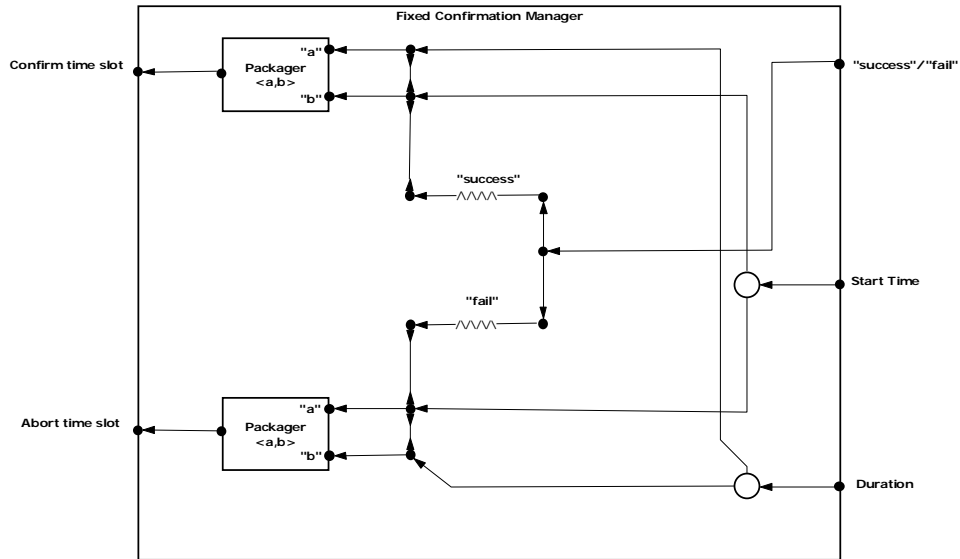 Fixed Confirmation Manager
"a"
Confirm time slot
Packager
<a,b>
"b"
"success"/"fail"
"success"
Start Time
"fail"
"a"
Abort time slot
Packager
<a,b>
"b"
Duration